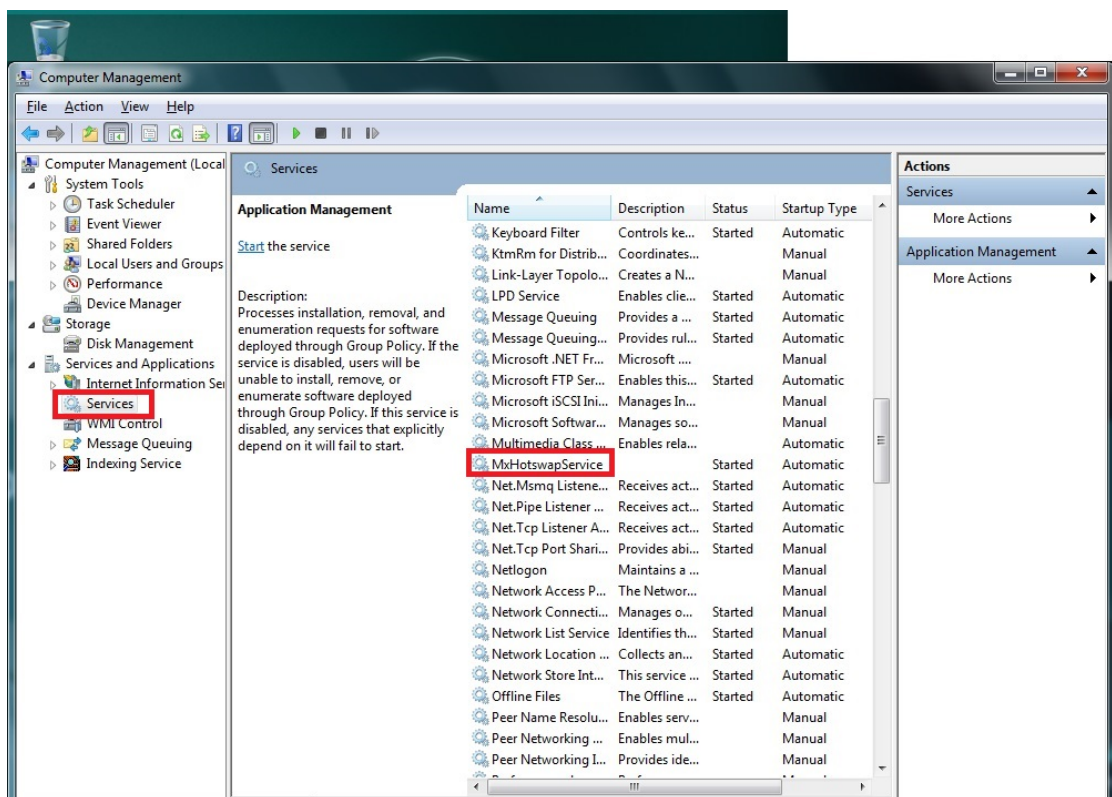 Computer Management
File Action View Help
Computer Management (Local
System Tools
Task Scheduler
Event Viewer
Shared Folders
Local Users and Groups
Performance
Device Manager
Storage
Disk Management
Services and Applications
Internet Information Ser
Services
WMI Control
Message Queuing
Indexing Service
Services
Application Management
Start the service
Description:
Processes installation, removal, and
enumeration requests for software
deployed through Group Policy. If the
service is disabled, users will be
unable to install, remove, or
enumerate software deployed
through Group Policy. If this service is
disabled, any services that explicitly
depend on it will fail to start.
Name Description Status Startup Type
Keyboard Filter Controls ke... Started Automatic
KtmRm for Distrib... Coordinates... Manual
Link-Layer Topolo... Creates a N... Manual
LPD Service Enables clie... Started Automatic
Message Queuing Provides a ... Started Automatic
Message Queuing... Provides rul... Started Automatic
Microsoft .NET Fr... Microsoft .... Manual
Microsoft FTP Ser... Enables this... Started Automatic
Microsoft iSCSI Ini... Manages In... Manual
Microsoft Softwar... Manages so... Manual
Multimedia Class ... Enables rela... Automatic
MxHotswapService Started Automatic
Net.Msmq Listene... Receives act... Started Automatic
Net.Pipe Listener ... Receives act... Started Automatic
Net.Tcp Listener A... Receives act... Started Automatic
Net.Tcp Port Shari... Provides abi... Started Manual
Netlogon Maintains a ... Manual
Network Access P... The Networ... Manual
Network Connecti... Manages o... Started Manual
Network List Service Identifies th... Started Manual
Network Location ... Collects an... Started Automatic
Network Store Int... This service ... Started Automatic
Offline Files The Offline ... Started Automatic
Peer Name Resolu... Enables serv... Manual
Peer Networking ... Enables mul... Manual
Peer Networking I... Provides ide... Manual
Actions
Services
More Actions
Application Management
More Actions